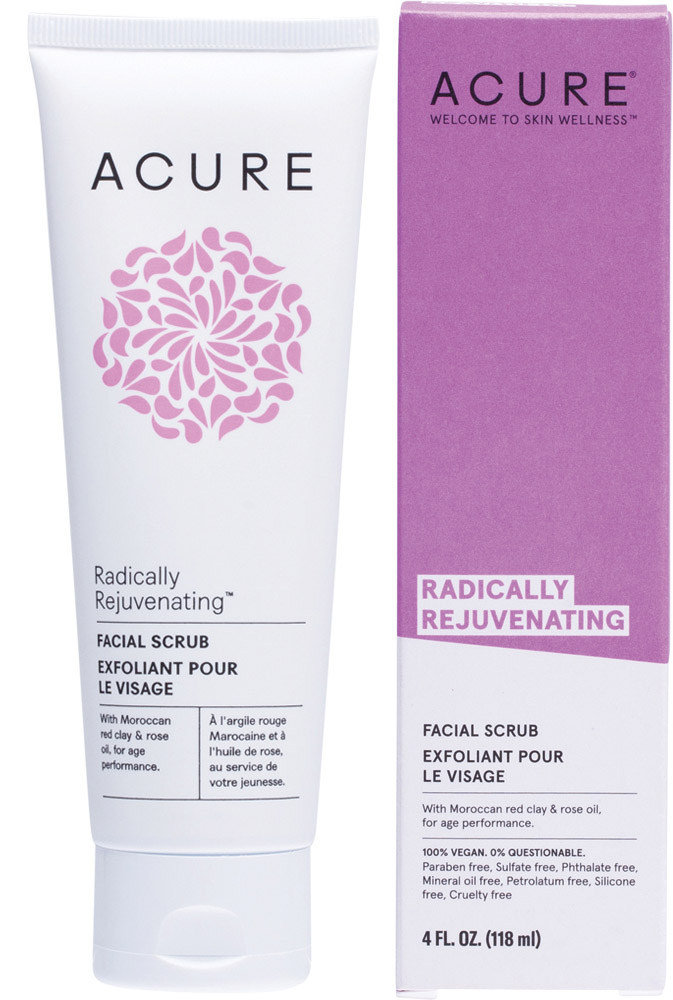 ACURE
Radically
Rejuvenating™
FACIAL SCRUB
EXFOLIANT POUR
LE VISAGE
With Moroccan
red clay & rose
oil, for age
performance.
À l'argile rouge
Marocaine et à
l'huile de rose,
au service de
votre jeunesse.
ACURE®
WELCOME TO SKIN WELLNESS™
RADICALLY
REJUVENATING
FACIAL SCRUB
EXFOLIANT POUR
LE VISAGE
With Moroccan red clay & rose oil,
for age performance.
100% VEGAN. 0% QUESTIONABLE.
Paraben free, Sulfate free, Phthalate free,
Mineral oil free, Petrolatum free, Silicone
free, Cruelty free
4 FL. OZ. (118 ml)